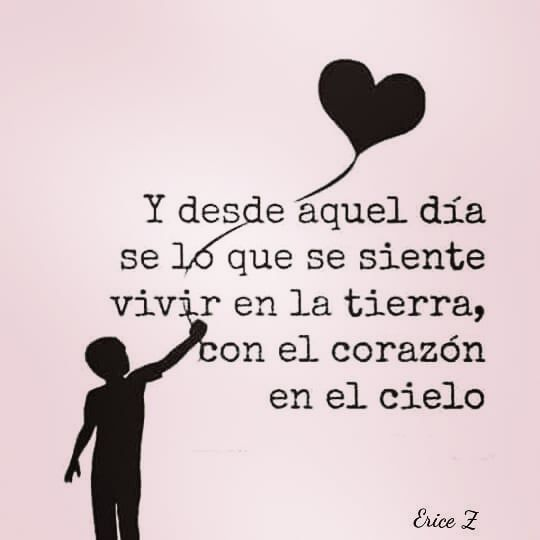 Y desde aquel día
se lo que se siente
vivir en la tierra,
con el corazón
en el cielo
Erice Z